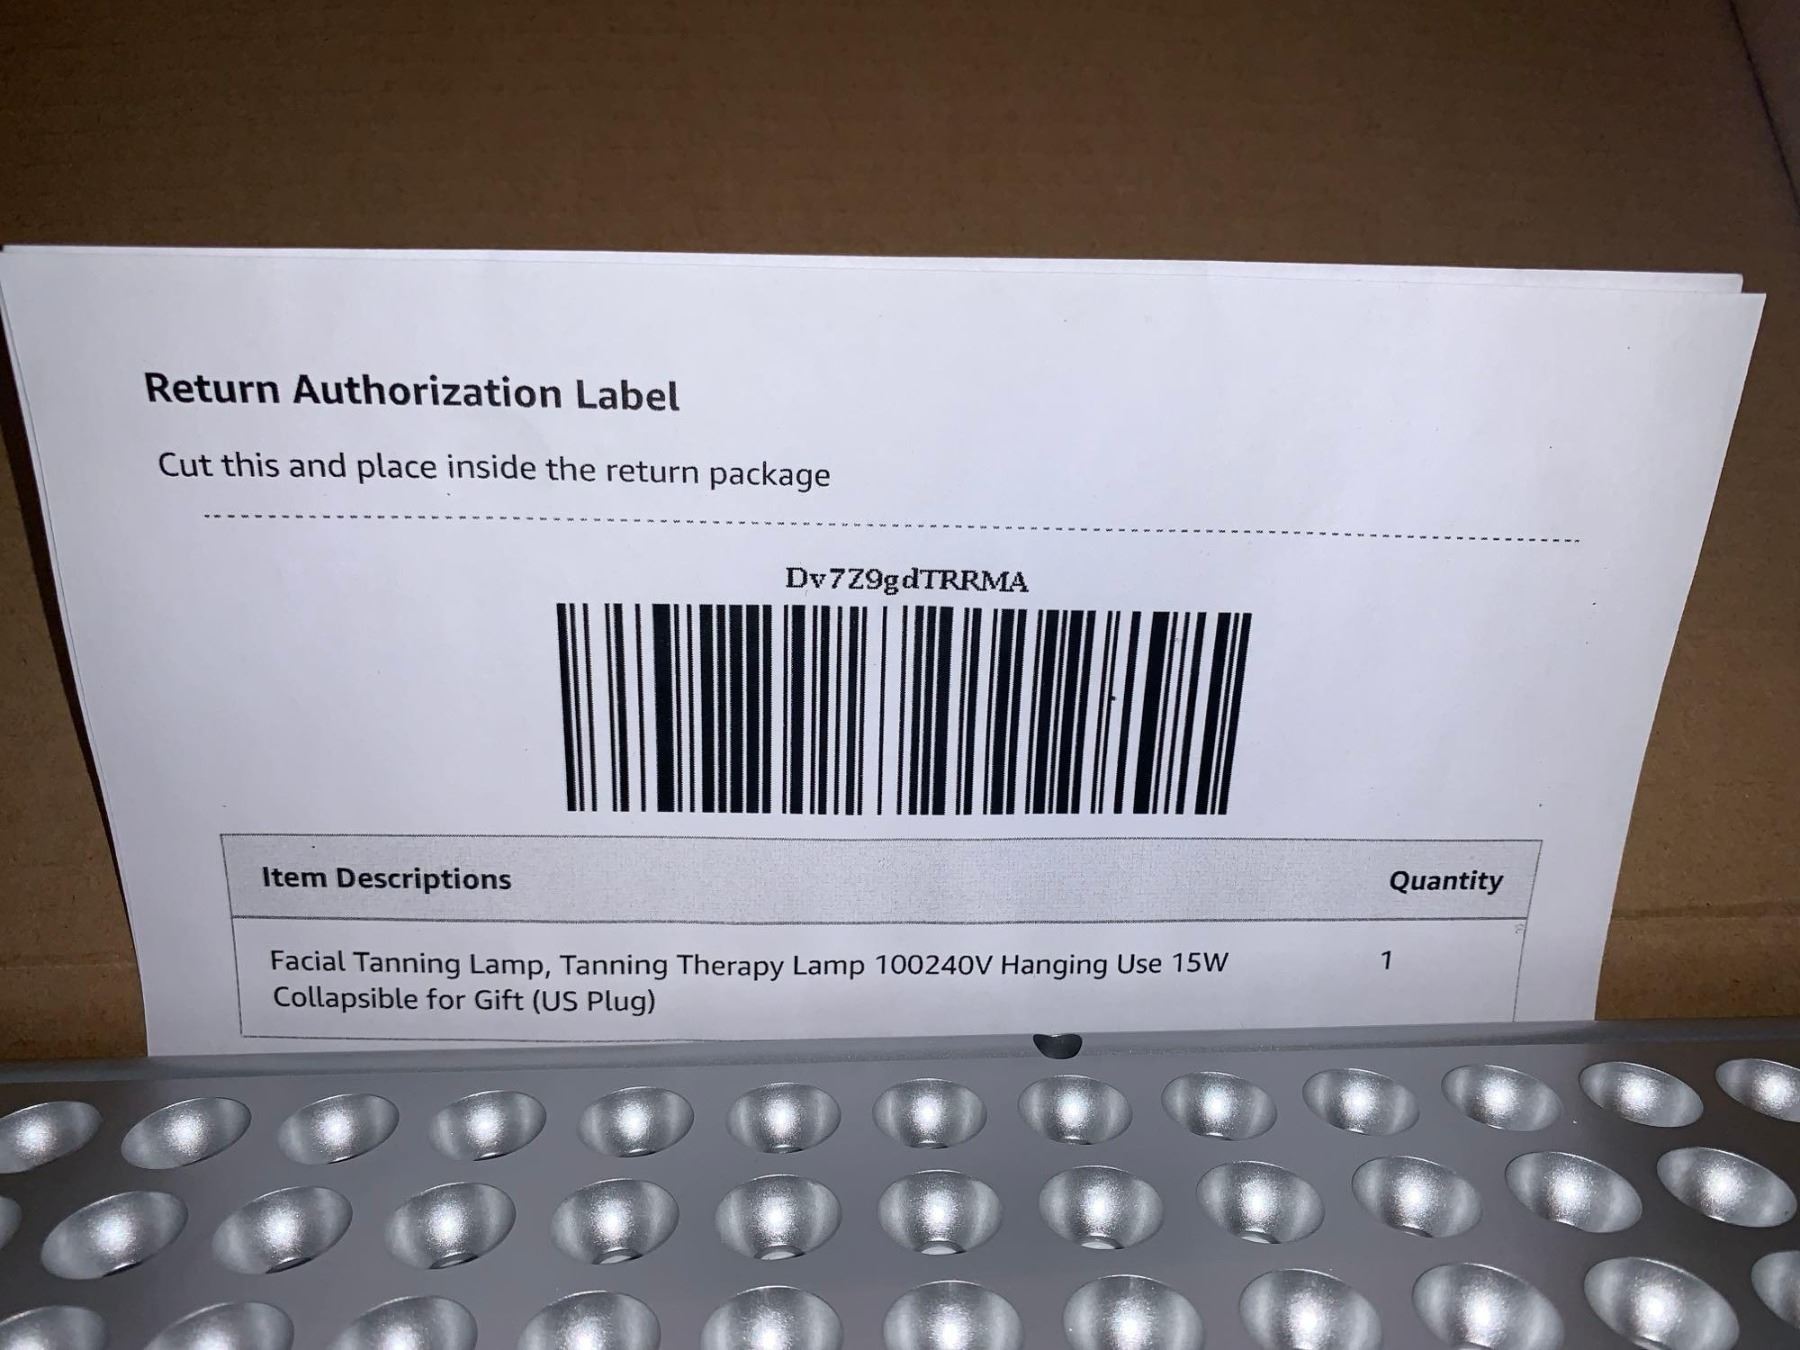 Return Authorization Label
Cut this and place inside the return package
Dv7Z9gdTRRMA
Item Descriptions Quantity
Facial Tanning Lamp, Tanning Therapy Lamp 100240V Hanging Use 15W 1
Collapsible for Gift (US Plug)